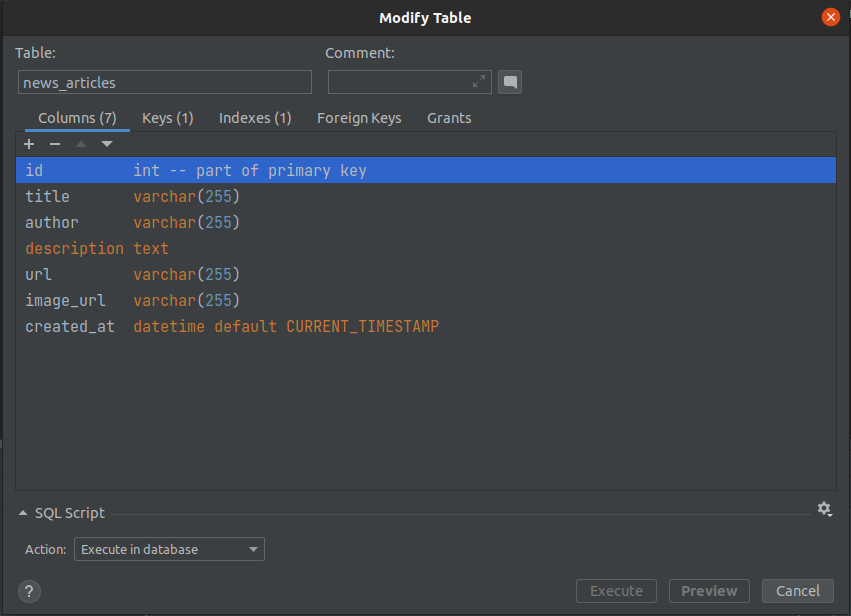 Modify Table
Table: Comment:
news_articles
Columns (7) Keys (1) Indexes (1) Foreign Keys Grants
id int -- part of primary key
title varchar(255)
author varchar(255)
description text
url varchar(255)
image_url varchar(255)
created_at datetime default CURRENT_TIMESTAMP
SQL Script
Action: Execute in database
? Execute Preview Cancel